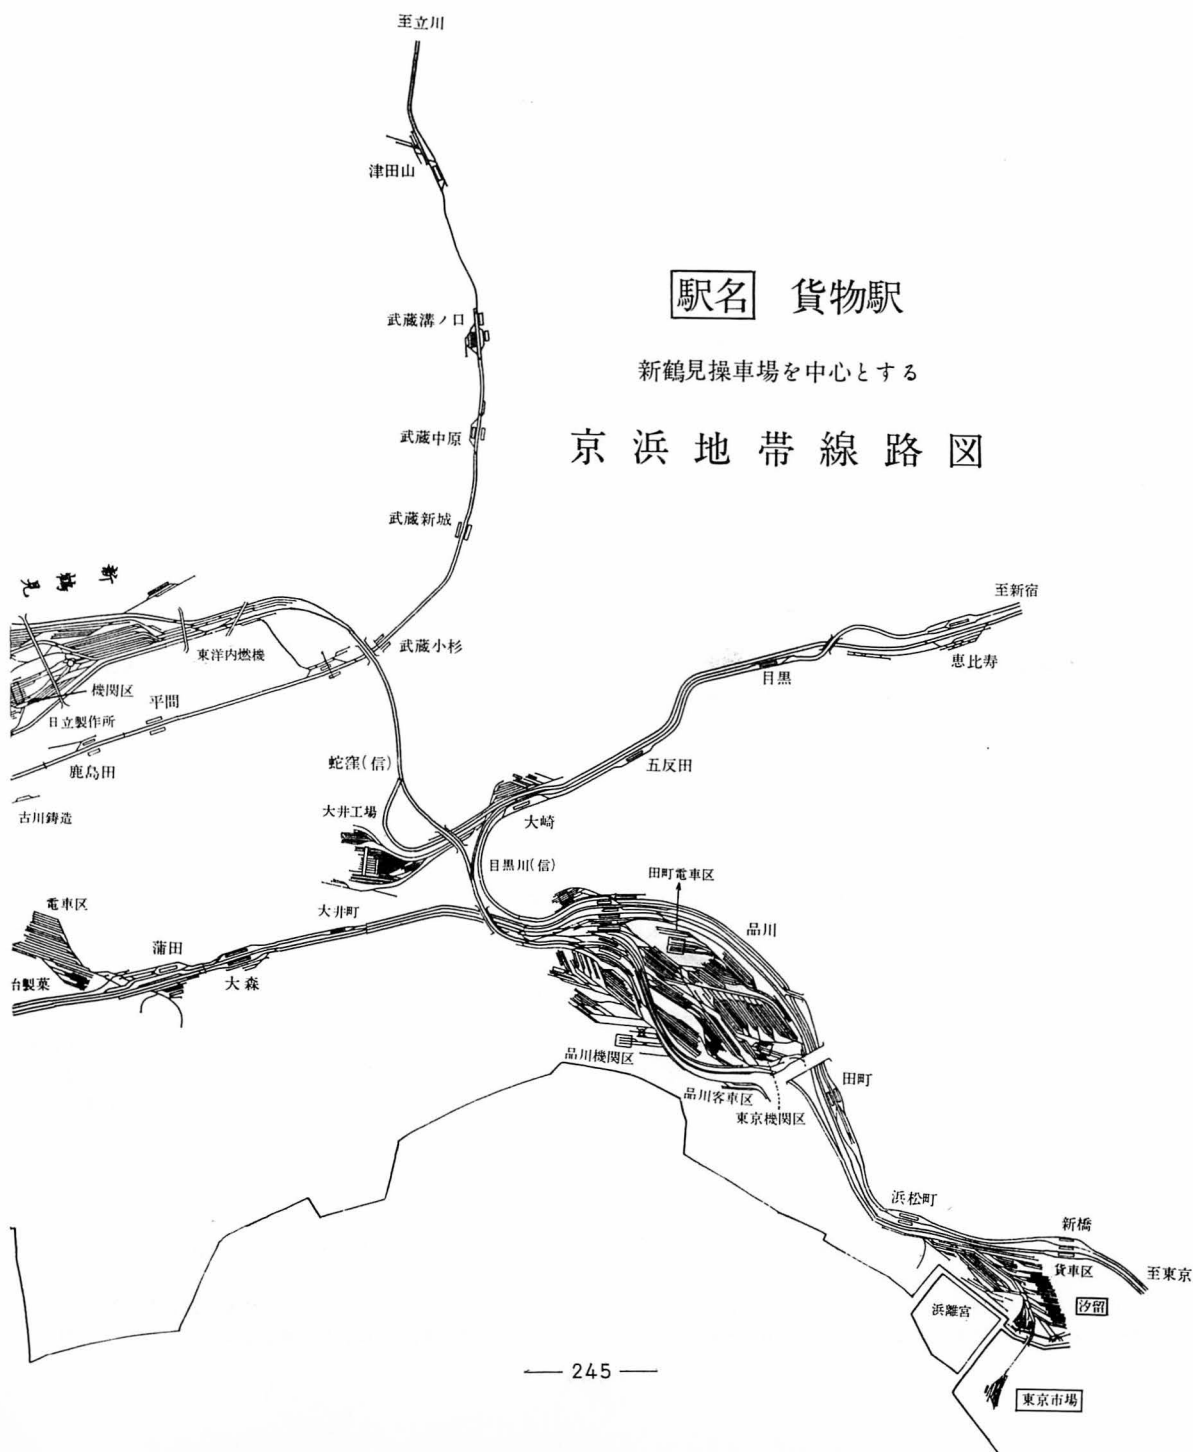 至立川
津田山
駅名 貨物駅
武蔵溝ノ口
新鶴見操車場を中心とする
武蔵中原
京浜地帯線路図
武蔵新城
新鶴見
至新宿
武蔵小杉
東洋内燃機
恵比寿
目黒
機関区
平間
日立製作所
蛇窪(信)
五反田
鹿島田
大井工場
古川鋳造
大崎
目黒川(信)
田町電車区
電車区
大井町
品川
蒲田
大森
治製菓
品川機関区
田町
品川客車区
東京機関区
浜松町
新橋
貨車区
至東京
汐留
浜離宮
245
東京市場